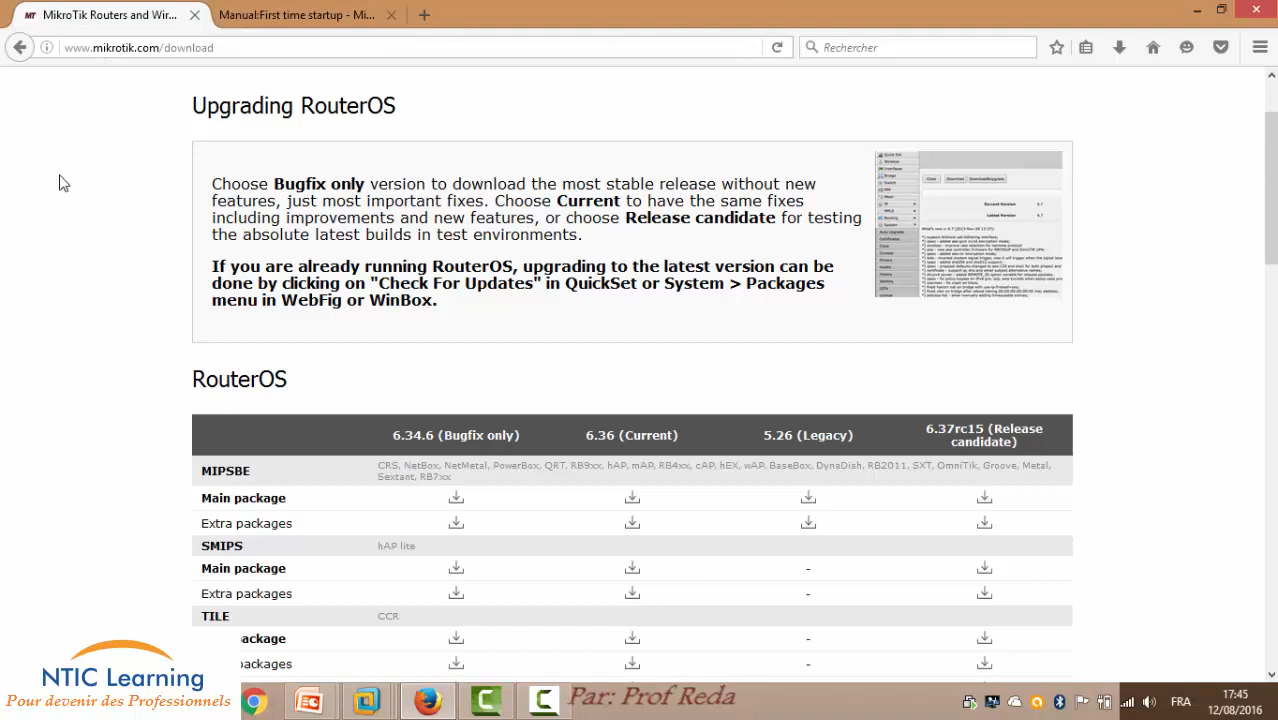 MikroTik Routers and Wir...
Manual:First time startup - Mi...
www.mikrotik.com/download
Rechercher
Upgrading RouterOS
Choose Bugfix only version to download the most stable release without new
features, just most important fixes. Choose Current to have the same fixes
including improvements and new features, or choose Release candidate for testing
the absolute latest builds in test environments.
If you are already running RouterOS, upgrading to the latest version can be
done by clicking on "Check For Updates" in QuickSet or System > Packages
menu in WebFig or WinBox.
RouterOS
6.34.6 (Bugfix only) 6.36 (Current) 5.26 (Legacy) 6.37rc15 (Release
candidate)
MIPSBE CRS, NetBox, NetMetal, PowerBox, QRT, RB9xx, hAP, mAP, RB4xx, cAP, hEX, wAP, BaseBox, DynaDish, RB2011, SXT, OmniTik, Groove, Metal,
Sextant, RB7xx
Main package
Extra packages
SMIPS hAP lite
Main package -
Extra packages -
TILE CCR
package -
packages -
NTIC Learning
Pour devenir des Professionnels
Par: Prof Reda
FRA
17:45
12/08/2016